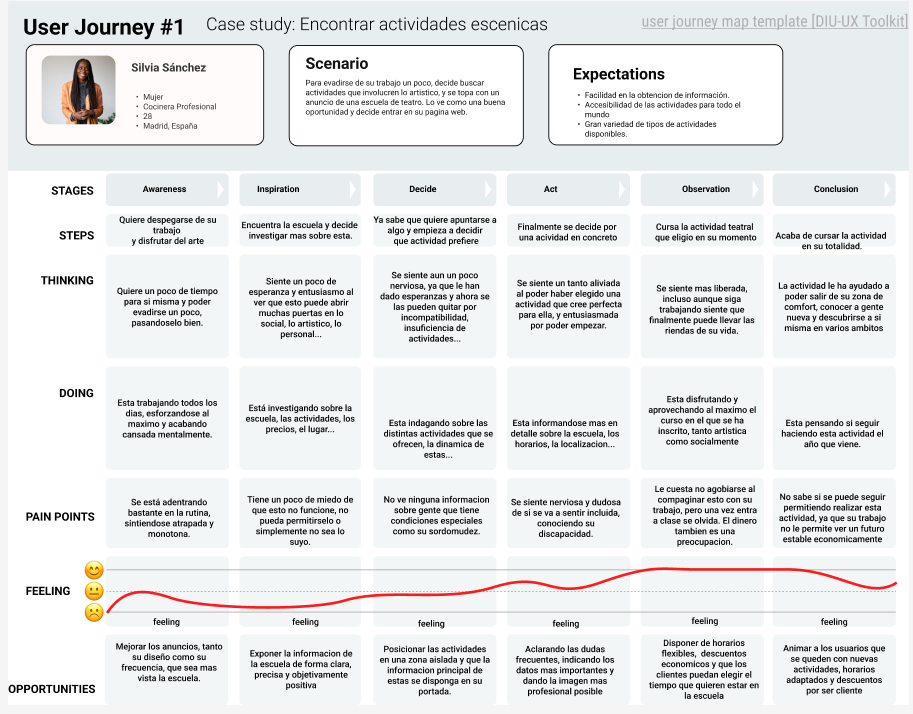 User Journey #1 Case study: Encontrar actividades escenicas
user journey map template [DIU-UX Toolkit]
Silvia Sánchez
• Mujer
• Cocinera Profesional
• 28
• Madrid, España
Scenario
Para evadirse de su trabajo un poco, decide buscar
actividades que involucren lo artistico, y se topa con un
anuncio de una escuela de teatro. Lo ve como una buena
oportunidad y decide entrar en su pagina web.
Expectations
• Facilidad en la obtencion de información.
• Accesibilidad de las actividades para todo el
mundo
• Gran variedad de tipos de actividades
disponibles.
STAGES
Awareness
Inspiration
Decide
Act
Observation
Conclusion
STEPS
Quiere despegarse de su
trabajo
y disfrutar del arte
Encuentra la escuela y decide
investigar mas sobre esta.
Ya sabe que quiere apuntarse a
algo y empieza a decidir
que actividad prefiere
Finalmente se decide por
una acividad en concreto
Cursa la actividad teatral
que eligio en su momento
Acaba de cursar la actividad
en su totalidad.
THINKING
Quiere un poco de tiempo
para si misma y poder
evadirse un poco,
pasandoselo bien.
Siente un poco de
esperanza y entusiasmo al
ver que esto puede abrir
muchas puertas en lo
social, lo artistico, lo
personal...
Se siente aun un poco
nerviosa, ya que le han
dado esperanzas y ahora se
las pueden quitar por
incompatibilidad,
insuficiencia de
actividades...
Se siente un tanto aliviada
al poder haber elegido una
actividad que cree perfecta
para ella, y entusiasmada
por poder empezar.
Se siente mas liberada,
incluso aunque siga
trabajando siente que
finalmente puede llevar las
riendas de su vida.
La actividad le ha ayudado a
poder salir de su zona de
comfort, conocer a gente
nueva y descubrirse a si
misma en varios ambitos
DOING
Esta trabajando todos los
dias, esforzandose al
maximo y acabando
cansada mentalmente.
Está investigando sobre la
escuela, las actividades, los
precios, el lugar...
Esta indagando sobre las
distintas actividades que se
ofrecen, la dinamica de
estas...
Esta informandose mas en
detalle sobre la escuela, los
horarios, la localizacion...
Esta disfrutando y
aprovechando al maximo el
curso en el que se ha
inscrito, tanto artistica
como socialmente
Esta pensando si seguir
haciendo esta actividad el
año que viene.
PAIN POINTS
Se está adentrando
bastante en la rutina,
sintiendose atrapada y
monotona.
Tiene un poco de miedo de
que esto no funcione, no
pueda permitirselo o
simplemente no sea lo
suyo.
No ve ninguna informacion
sobre gente que tiene
condiciones especiales
como su sordomudez.
Se siente nerviosa y dudosa
de si se va a sentir incluida,
conociendo su
discapacidad.
Le cuesta no agobiarse al
compaginar esto con su
trabajo, pero una vez entra
a clase se olvida. El dinero
tambien es una
preocupacion.
No sabe si se puede seguir
permitiendo realizar esta
actividad, ya que su trabajo
no le permite ver un futuro
estable economicamente
FEELING
feeling
feeling
feeling
feeling
feeling
feeling
OPPORTUNITIES
Mejorar los anuncios, tanto
su diseño como su
frecuencia, que sea mas
vista la escuela.
Exponer la informacion de
la escuela de forma clara,
precisa y objetivamente
positiva
Posicionar las actividades
en una zona aislada y que la
informacion principal de
estas se disponga en su
portada.
Aclarando las dudas
frecuentes, indicando los
datos mas importantes y
dando la imagen mas
profesional posible
Disponer de horarios
flexibles, descuentos
economicos y que los
clientes puedan elegir el
tiempo que quieren estar en
la escuela
Animar a los usuarios que
se queden con nuevas
actividades, horarios
adaptados y descuentos
por ser cliente